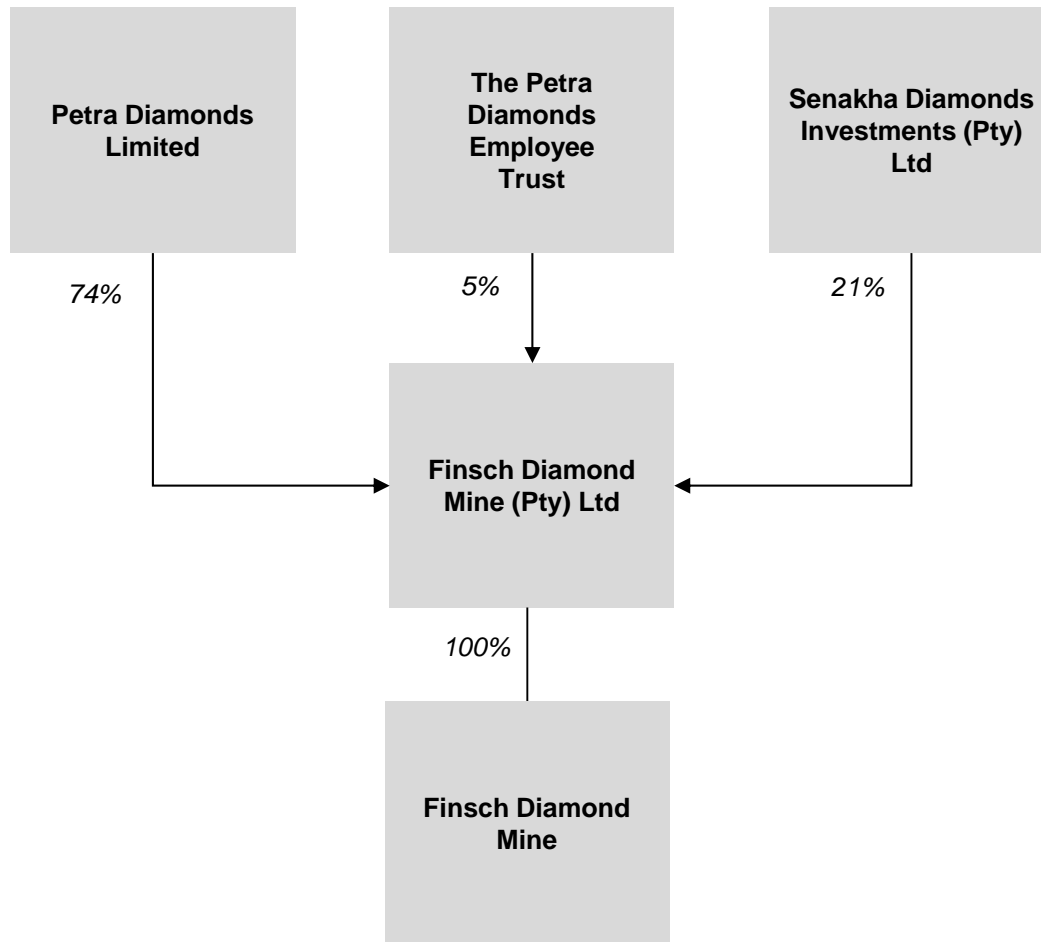 Petra Diamonds
Limited
The Petra
Diamonds
Employee
Trust
Senakha Diamonds
Investments (Pty)
Ltd
74%
5%
21%
Finsch Diamond
Mine (Pty) Ltd
100%
Finsch Diamond
Mine